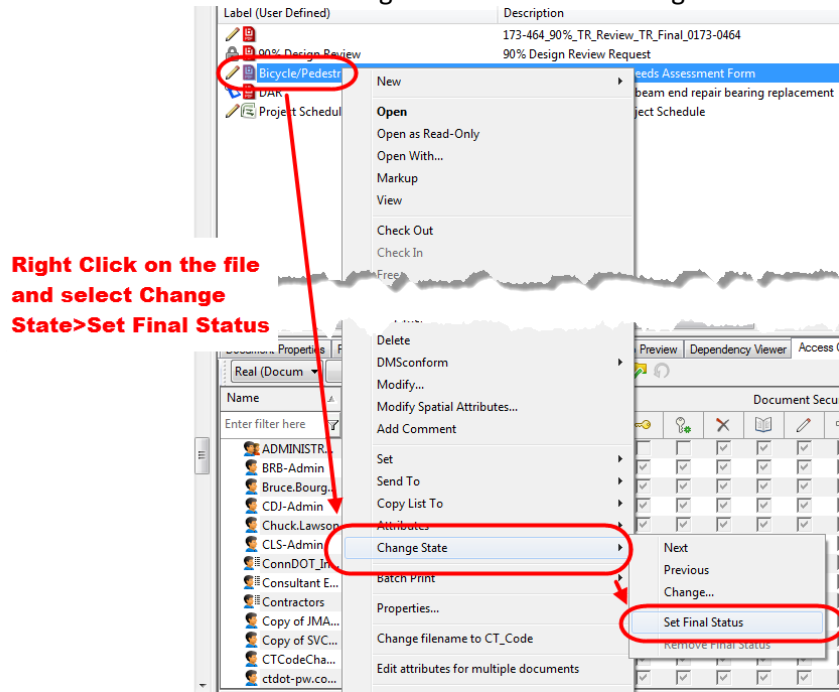 Label (User Defined) Description
173-464_90%_TR_Review_TR_Final_0173-0464
90% Design Review 90% Design Review Request
Bicycle/Pedestr eeds Assessment Form
DAR beam end repair bearing replacement
Project Schedul ject Schedule
New
Open
Open as Read-Only
Open With...
Markup
View
Check Out
Check In
Free
Right Click on the file
and select Change
State>Set Final Status
Delete
Document Properties Preview Dependency Viewer Access
DMSconform
Real (Docum
Modify...
Name Document Secu
Modify Spatial Attributes...
Enter filter here
Add Comment
ADMINISTR...
Set
BRB-Admin
Send To
Bruce.Bourg...
Copy List To
CDJ-Admin
Attributes
Chuck.Lawson
Change State
CLS-Admin
Next
ConnDOT_In...
Previous
Batch Print
Consultant E...
Change...
Contractors
Properties...
Set Final Status
Copy of JMA...
Remove Final Status
Change filename to CT_Code
Copy of SVC...
CTCodeCha...
Edit attributes for multiple documents
ctdot-pw.co...